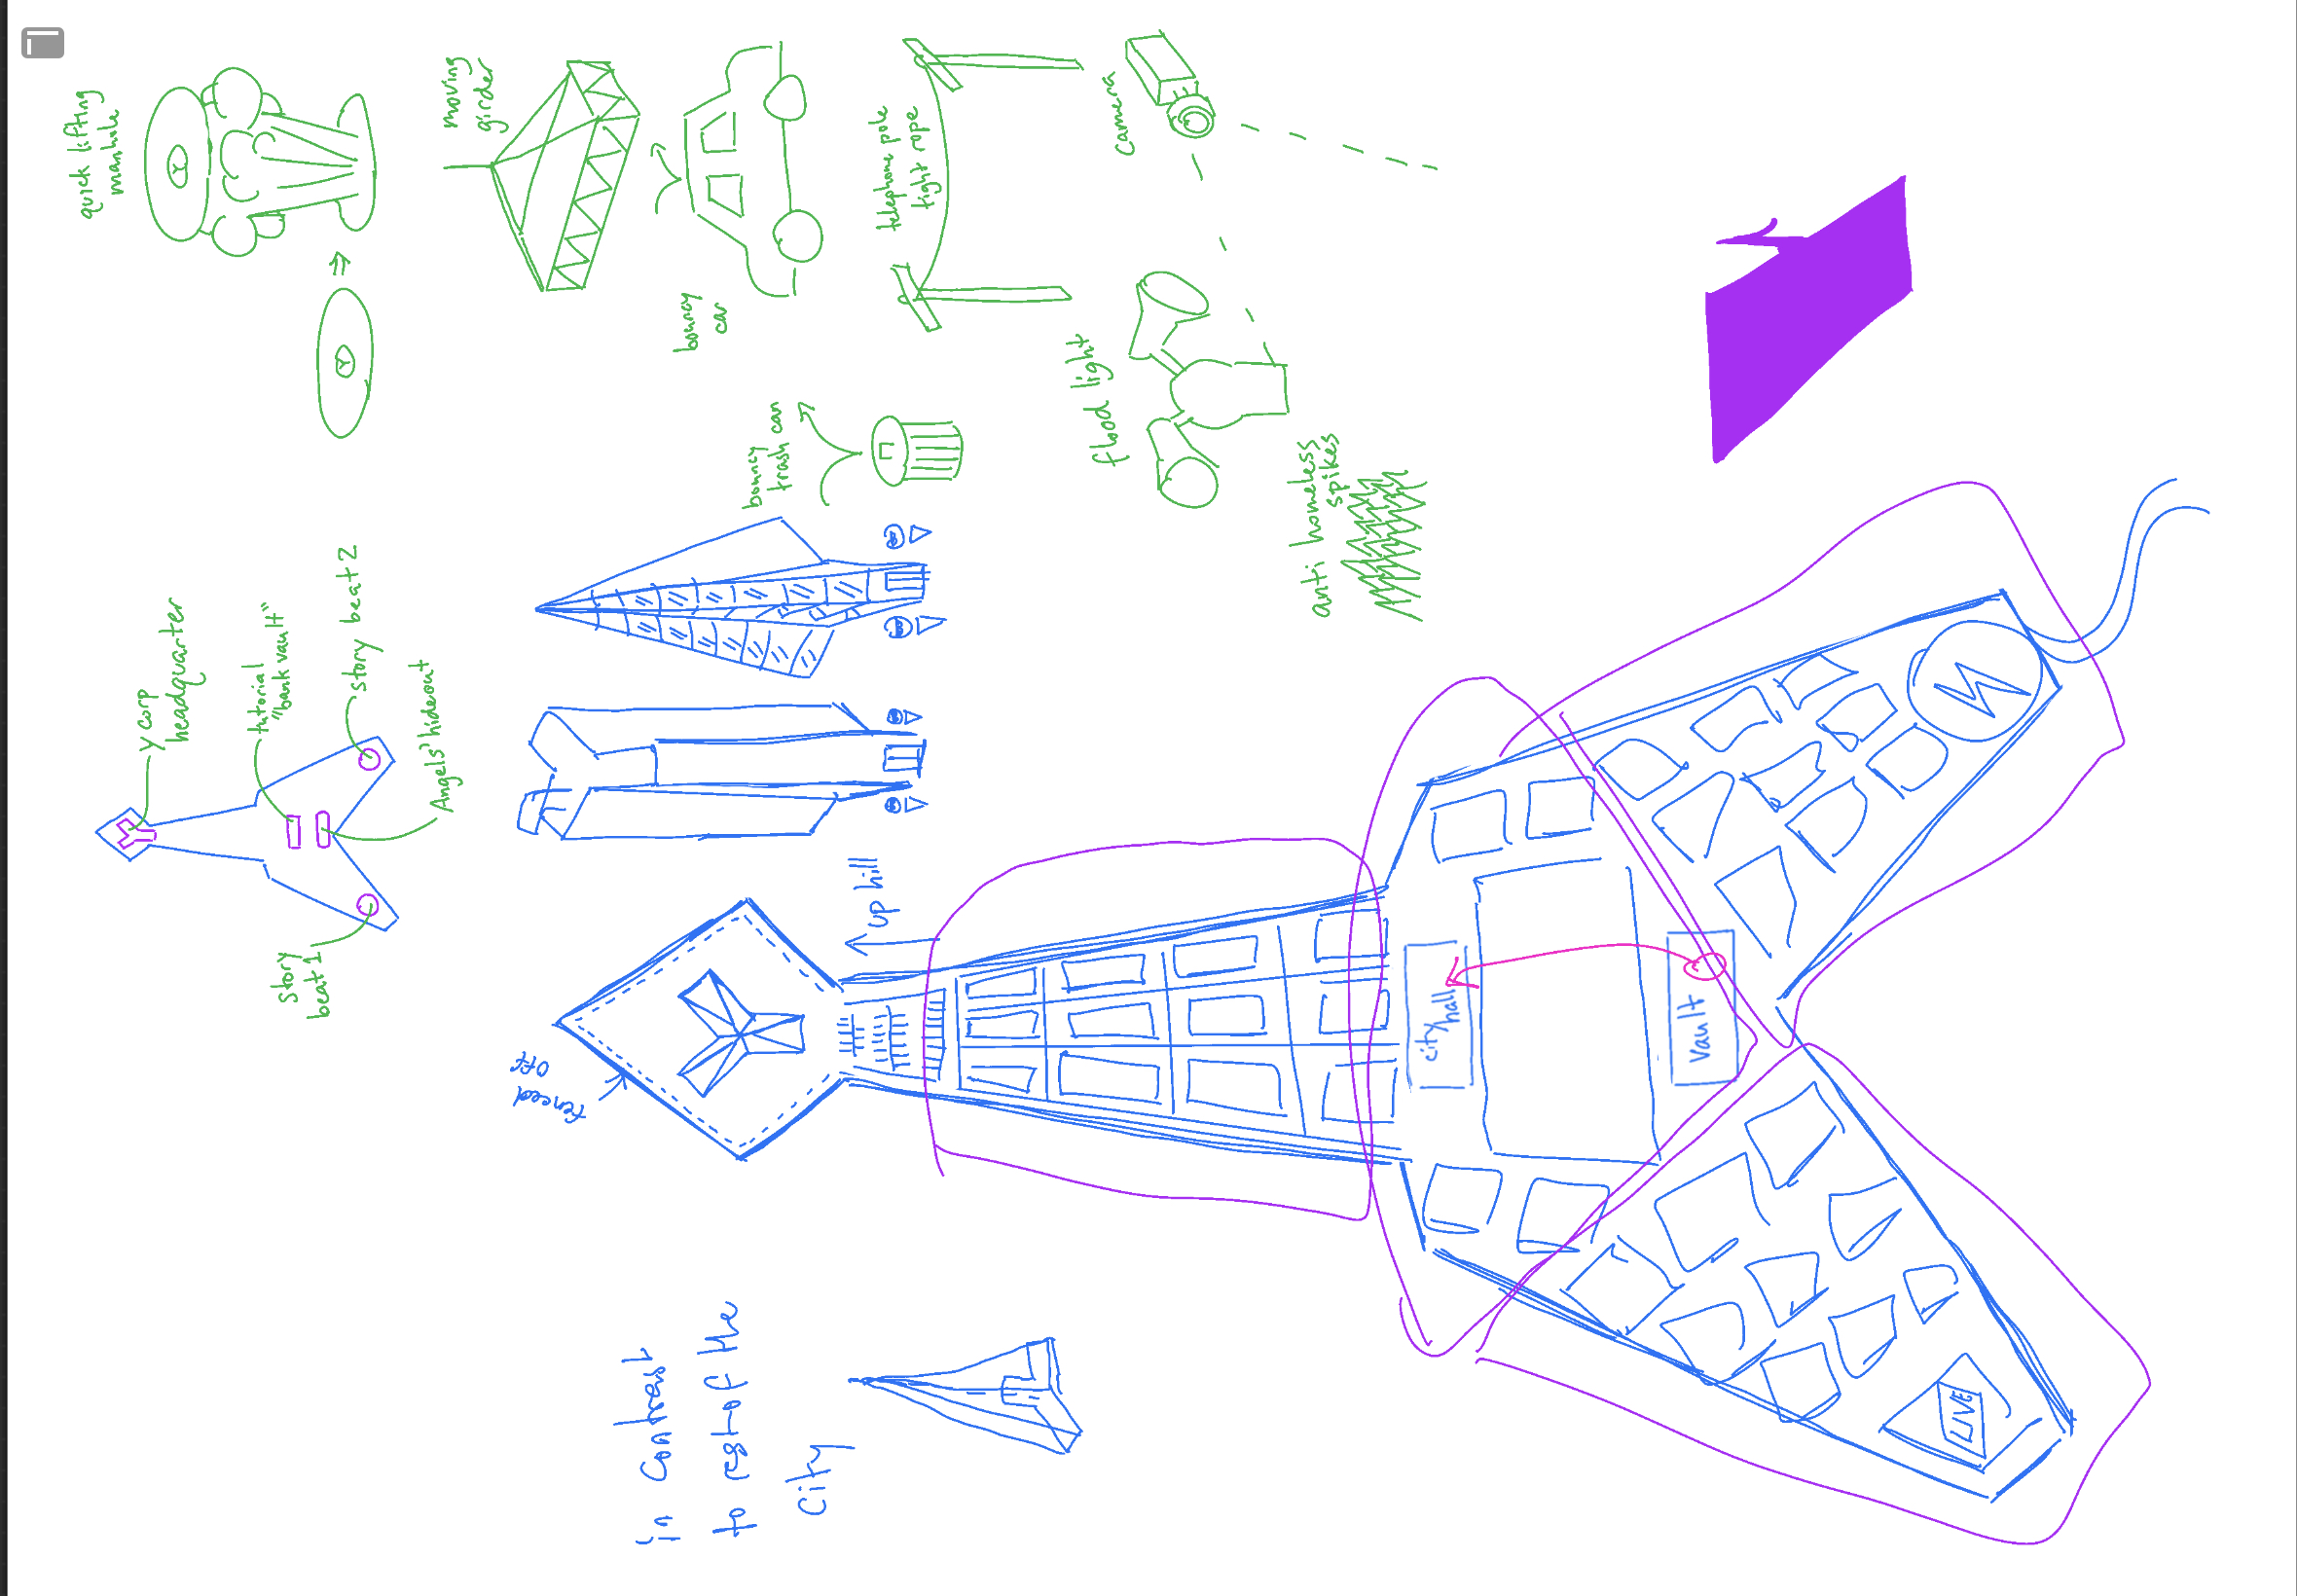 quick lifting
manhole
Y
Y
moving
girder
bouncy
car
telephone pole
tight rope
camera
bouncy
trash can
flood light
anti homeless
spikes
y corp
headquarter
tutorial
"bank vault"
story beat 2
Angels' hideout
story
beat 1
up hill
fenced
off
in contrast
to rest of the
city
city
hall
vault
M
LIVE